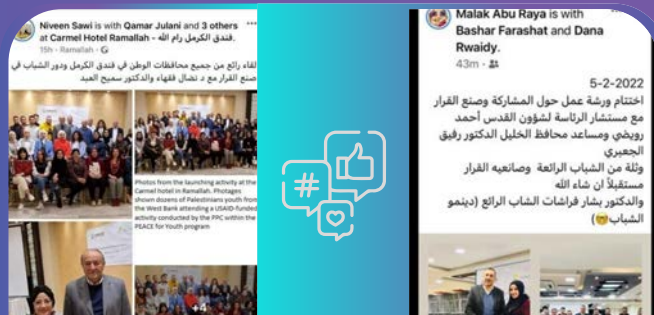 Niveen Sawi is with Qamar Julani and 3 others
at Carmel Hotel Ramallah - فندق الكرمل رام الله.
15h · Ramallah ·
لقاء رائع من جميع محافظات الوطن في فندق الكرمل ودور الشباب في
صنع القرار مع د نضال فقهاء والدكتور سميح العبد
Photos from the launching activity at the
Carmel hotel in Ramallah. Photages
shown dozens of Palestinians youth from
the West Bank attending a USAID-funded
activity conducted by the PPC within the
PEACE for Youth program
+4
#
Malak Abu Raya is with
Bashar Farashat and Dana
Rwaidy.
43m ·
5-2-2022
اختتام ورشة عمل حول المشاركة وصنع القرار
مع مستشار الرئاسة لشؤون القدس أحمد
رويضي ومساعد محافظ الخليل الدكتور رفيق
الجعبري
وثلة من الشباب الرائعة وصانعيه القرار
مستقبلاً ان شاء الله
والدكتور بشار فراشات الشاب الرائع (دينمو
الشباب🤓)